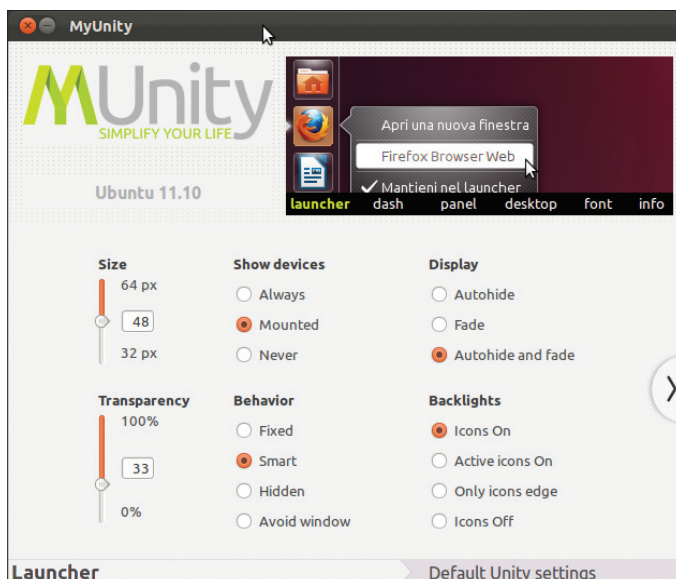 MyUnity
MUnity
SIMPLIFY YOUR LIFE
Ubuntu 11.10
Apri una nuova finestra
Firefox Browser Web
Mantieni nel launcher
launcher dash panel desktop font info
Size
64 px
48
32 px
Show devices
Always
Mounted
Never
Display
Autohide
Fade
Autohide and fade
Transparency
100%
33
0%
Behavior
Fixed
Smart
Hidden
Avoid window
Backlights
Icons On
Active icons On
Only icons edge
Icons Off
Launcher
Default Unity settings